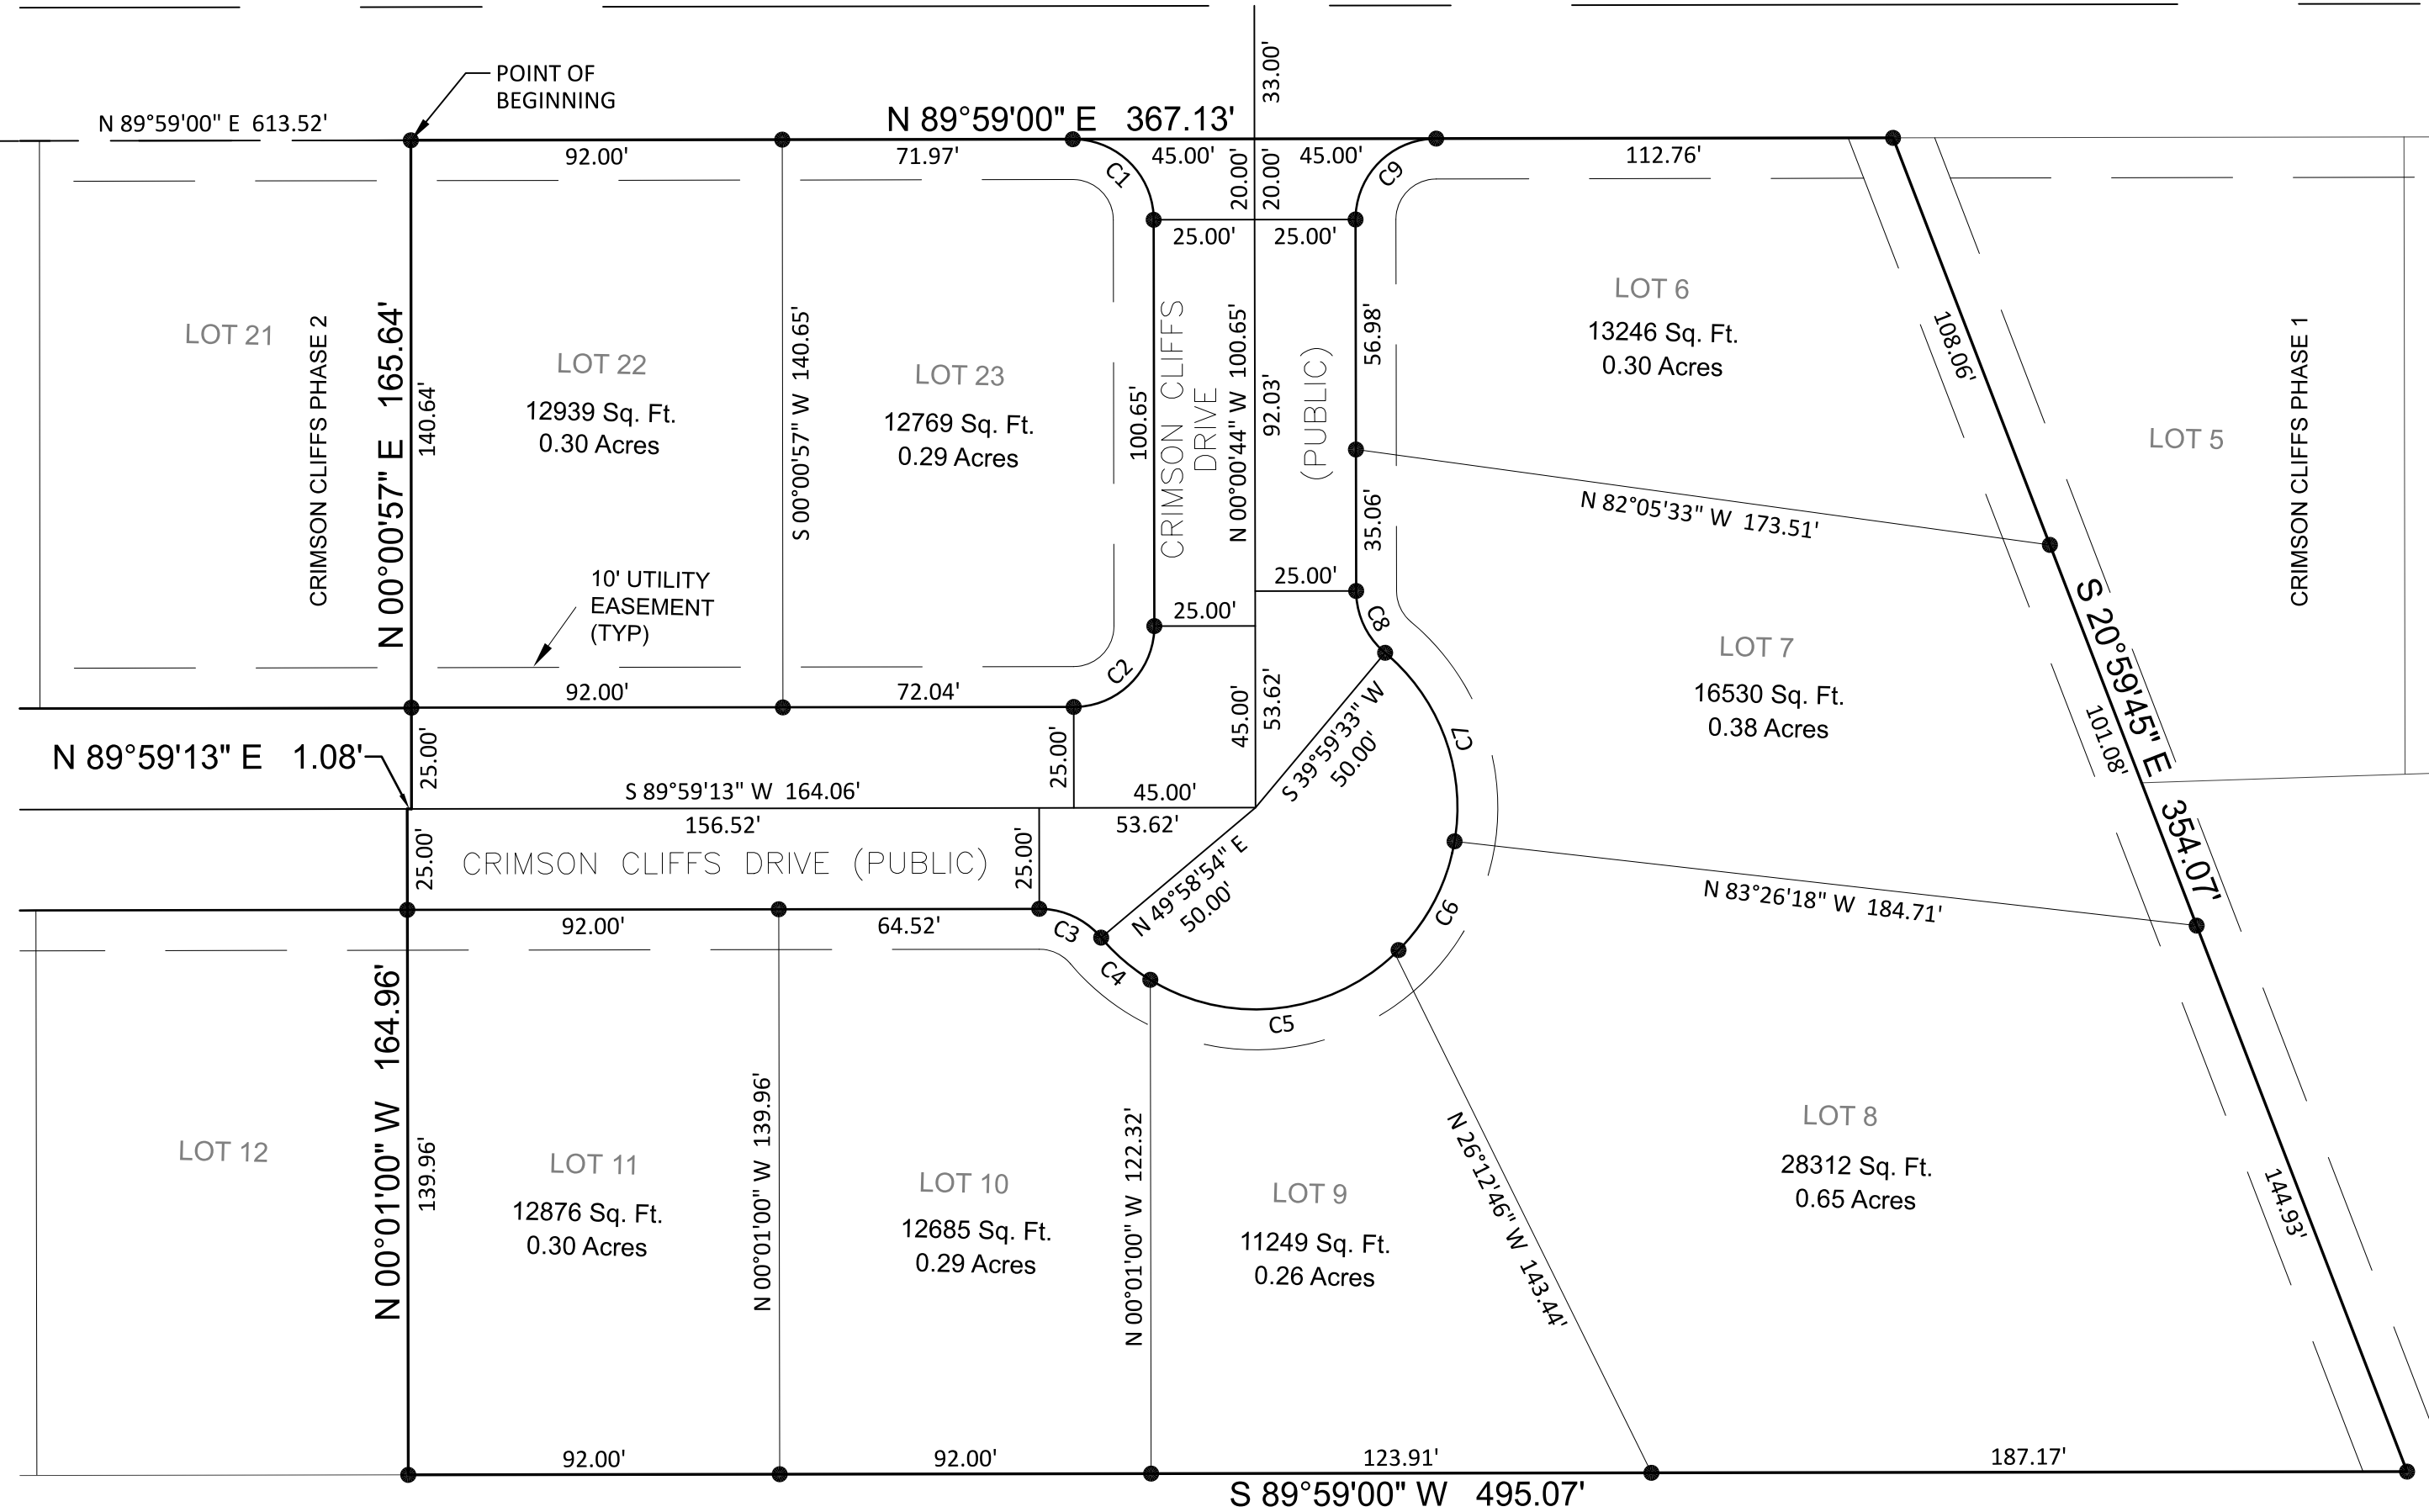 33.00'
POINT OF
BEGINNING
N 89°59'00" E 613.52'
N 89°59'00" E 367.13'
92.00'
71.97'
45.00'
45.00'
112.76'
C1
C9
20.00'
20.00'
25.00'
25.00'
LOT 21
CRIMSON CLIFFS PHASE 2
N 00°00'57" E 165.64'
140.64'
LOT 22
12939 Sq. Ft.
0.30 Acres
S 00°00'57" W 140.65'
LOT 23
12769 Sq. Ft.
0.29 Acres
100.65'
CRIMSON CLIFFS
DRIVE
N 00°00'44" W 100.65'
92.03'
(PUBLIC)
56.98'
35.06'
LOT 6
13246 Sq. Ft.
0.30 Acres
108.06'
LOT 5
CRIMSON CLIFFS PHASE 1
N 82°05'33" W 173.51'
10' UTILITY
EASEMENT
(TYP)
25.00'
25.00'
C8
C2
92.00'
72.04'
LOT 7
16530 Sq. Ft.
0.38 Acres
S 20°59'45" E 354.07'
101.08'
N 89°59'13" E 1.08'
25.00'
25.00'
45.00'
53.62'
S 39°59'33" W
50.00'
C7
S 89°59'13" W 164.06'
45.00'
156.52'
53.62'
25.00'
CRIMSON CLIFFS DRIVE (PUBLIC)
25.00'
N 49°58'54" E
50.00'
N 83°26'18" W 184.71'
92.00'
64.52'
C3
C4
C5
C6
N 00°01'00" W 164.96'
139.96'
LOT 12
LOT 11
12876 Sq. Ft.
0.30 Acres
N 00°01'00" W 139.96'
LOT 10
12685 Sq. Ft.
0.29 Acres
N 00°01'00" W 122.32'
LOT 9
11249 Sq. Ft.
0.26 Acres
N 26°12'46" W 143.44'
LOT 8
28312 Sq. Ft.
0.65 Acres
144.93'
92.00'
92.00'
123.91'
187.17'
S 89°59'00" W 495.07'